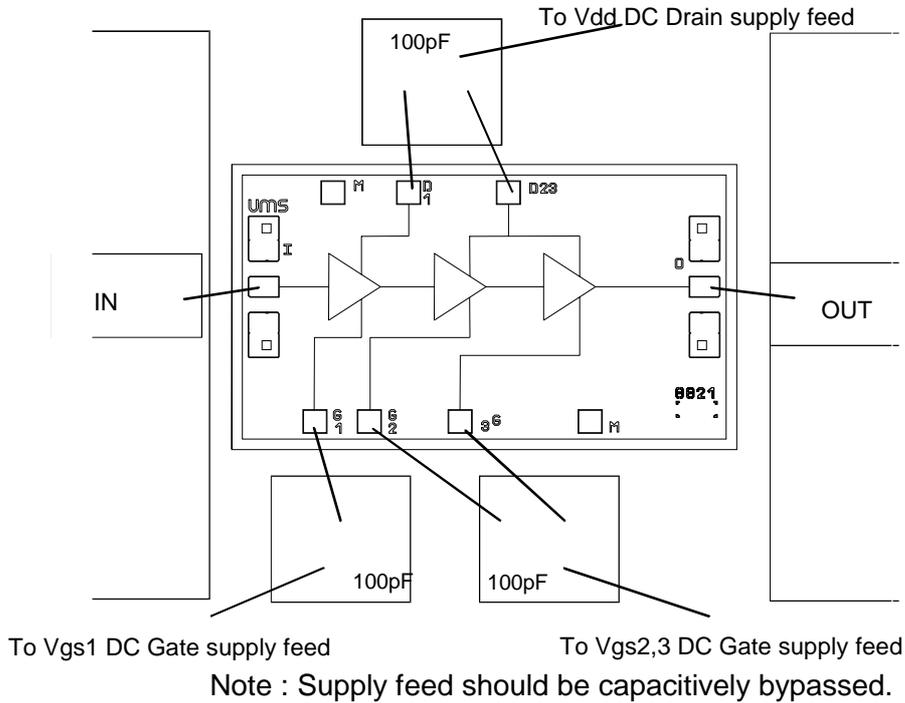 To Vdd DC Drain supply feed
100pF
M
D
1
D23
UMS
I
O
IN
OUT
8821
G
1
G
2
3G
M
100pF
100pF
To Vgs1 DC Gate supply feed
To Vgs2,3 DC Gate supply feed
Note : Supply feed should be capacitively bypassed.